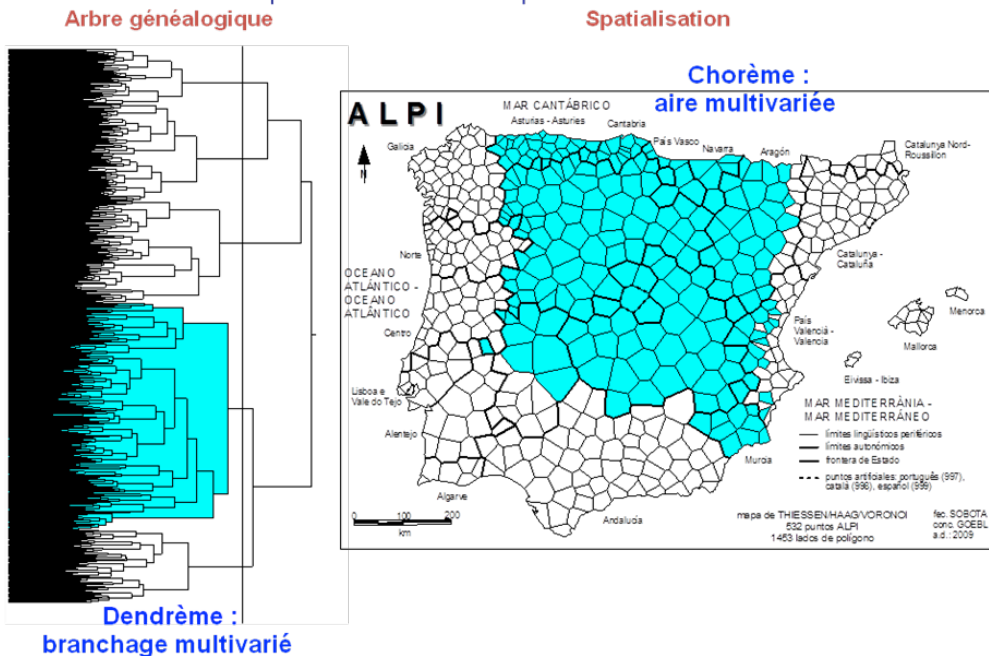 Arbre généalogique
Spatialisation
Chorème :
aire multivariée
ALPI
MAR CANTÁBRICO
Asturias - Asturies
Cantabria
País Vasco
Navarra
Aragón
Catalunya Nord-
Roussillon
Galicia
N
Norte
OCEANO
ATLÁNTICO -
OCEANO
ATLÂNTICO
Centro
Lisboa e
Vale do Tejo
Alentejo
Algarve
Andalucía
Murcia
Catalunya -
Cataluña
País
Valencià -
Valencia
Menorca
Mallorca
Eivissa - Ibiza
MAR MEDITERRÀNIA -
MAR MEDITERRÁNEO
límites lingüísticos periféricos
límites autonómicos
frontera de Estado
puntos artificiales: portugués (997),
catalá (998), español (999)
0 100 200
km
mapa de THIESSEN/HAAG/VORONOI
532 puntos ALPI
1453 lados de polígono
fec. SOBOTA
conc. GOEBL
a.d.: 2009
Dendrème :
branchage multivarié